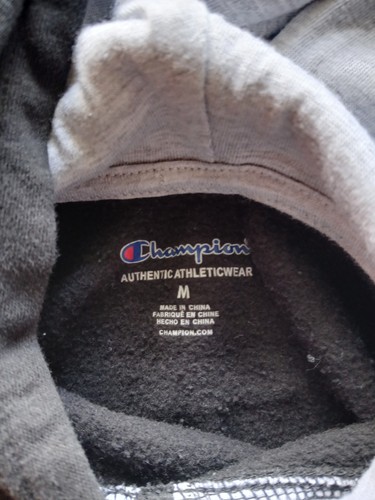 Champion
AUTHENTIC ATHLETICWEAR
M
MADE IN CHINA
FABRIQUÉ EN CHINE
HECHO EN CHINA
CHAMPION.COM